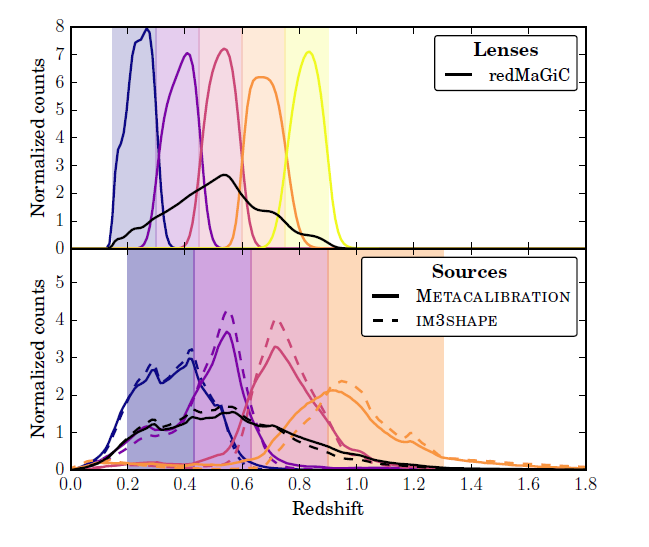 8
7
6
5
4
3
2
1
0
Normalized counts
Lenses
redMaGiC
5
4
3
2
1
0
Normalized counts
Sources
METACALIBRATION
IM3SHAPE
0.0 0.2 0.4 0.6 0.8 1.0 1.2 1.4 1.6 1.8
Redshift